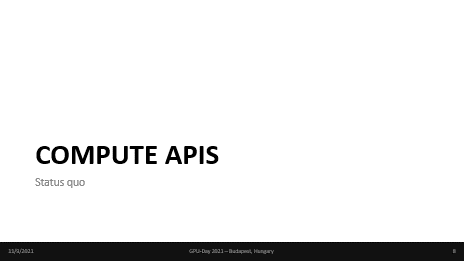 COMPUTE APIS
Status quo
GPU-Day 2021 – Budapest, Hungary
8